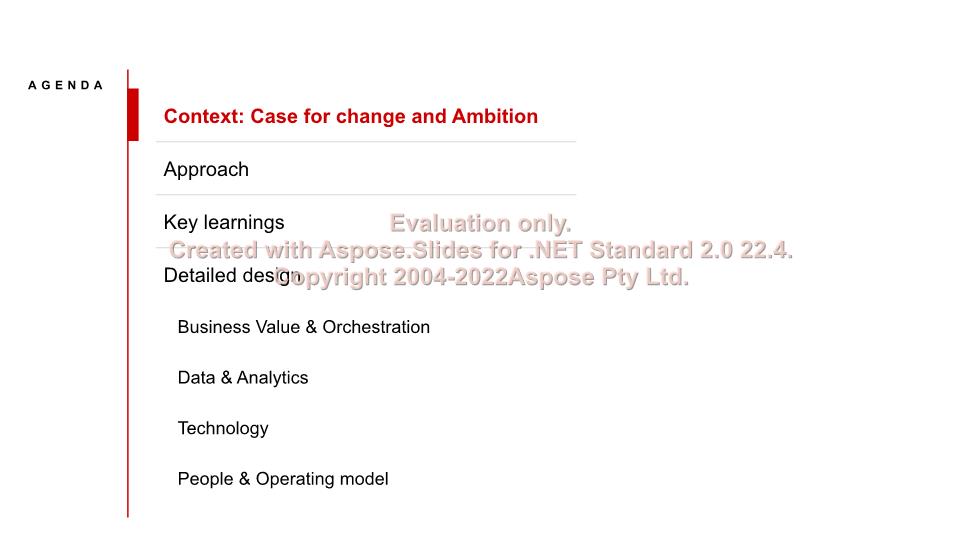 AGENDA
Context: Case for change and Ambition
Approach
Key learnings
Evaluation only.
Created with Aspose.Slides for .NET Standard 2.0 22.4.
Detailed design
Copyright 2004-2022Aspose Pty Ltd.
Business Value & Orchestration
Data & Analytics
Technology
People & Operating model